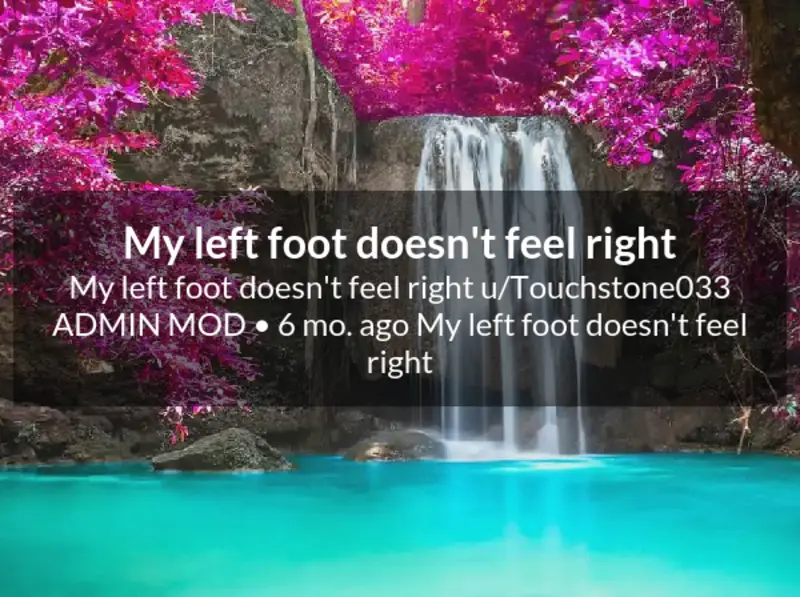 My left foot doesn't feel right
My left foot doesn't feel right u/Touchstone033
ADMIN MOD • 6 mo. ago My left foot doesn't feel
right